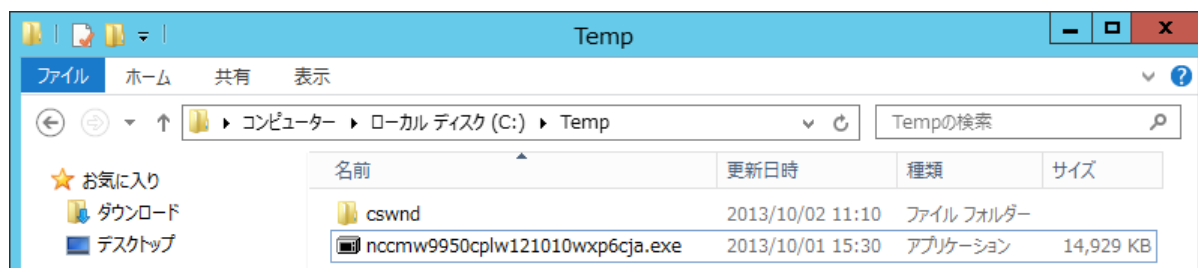 Temp
ファイル ホーム 共有 表示
コンピューター ローカル ディスク (C:) Temp Tempの検索
名前 更新日時 種類 サイズ
お気に入り
ダウンロード cswnd 2013/10/02 11:10 ファイル フォルダー
デスクトップ nccmw9950cplw121010wxp6cja.exe 2013/10/01 15:30 アプリケーション 14,929 KB